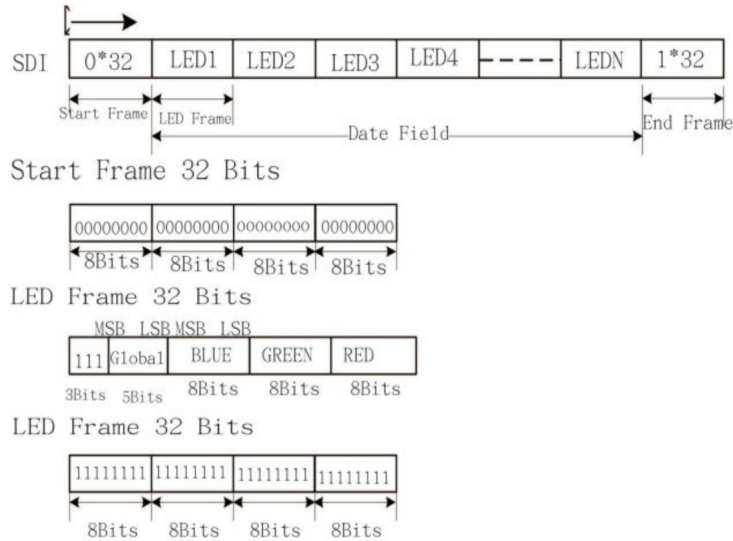 SDI 0*32 LED1 LED2 LED3 LED4 LEDN 1*32
Start Frame LED Frame Date Field End Frame
Start Frame 32 Bits
00000000 00000000 00000000 00000000
8Bits 8Bits 8Bits 8Bits
LED Frame 32 Bits
MSB LSB MSB LSB
111 Global BLUE GREEN RED
3Bits 5Bits 8Bits 8Bits 8Bits
LED Frame 32 Bits
11111111 11111111 11111111 11111111
8Bits 8Bits 8Bits 8Bits